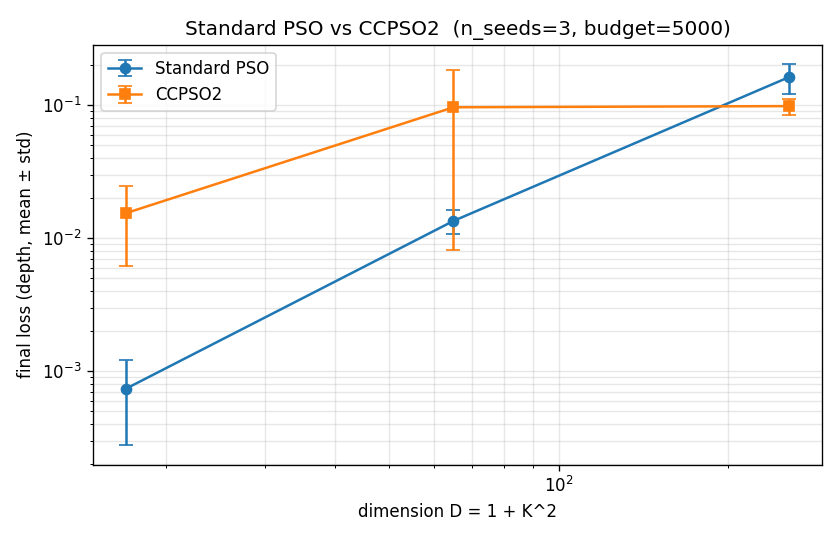 Standard PSO vs CCPSO2  (n_seeds=3, budget=5000)
Standard PSO
CCPSO2
10^-1
10^-2
10^-3
final loss (depth, mean ± std)
10^2
dimension D = 1 + K^2